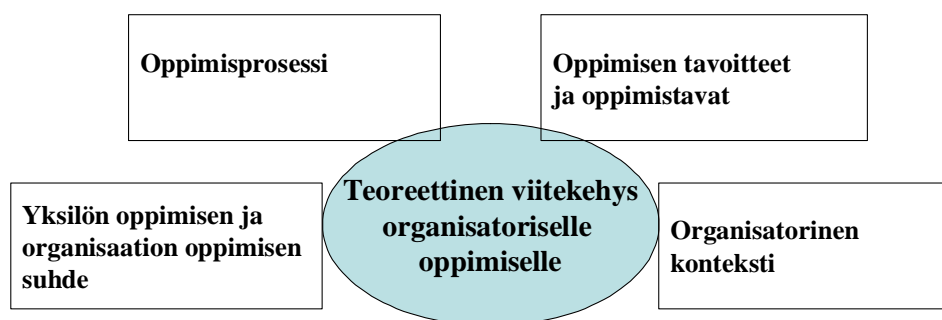 Oppimisprosessi
Oppimisen tavoitteet
ja oppimistavat
Yksilön oppimisen ja
organisaation oppimisen
suhde
Teoreettinen viitekehys
organisatoriselle
oppimiselle
Organisatorinen
konteksti